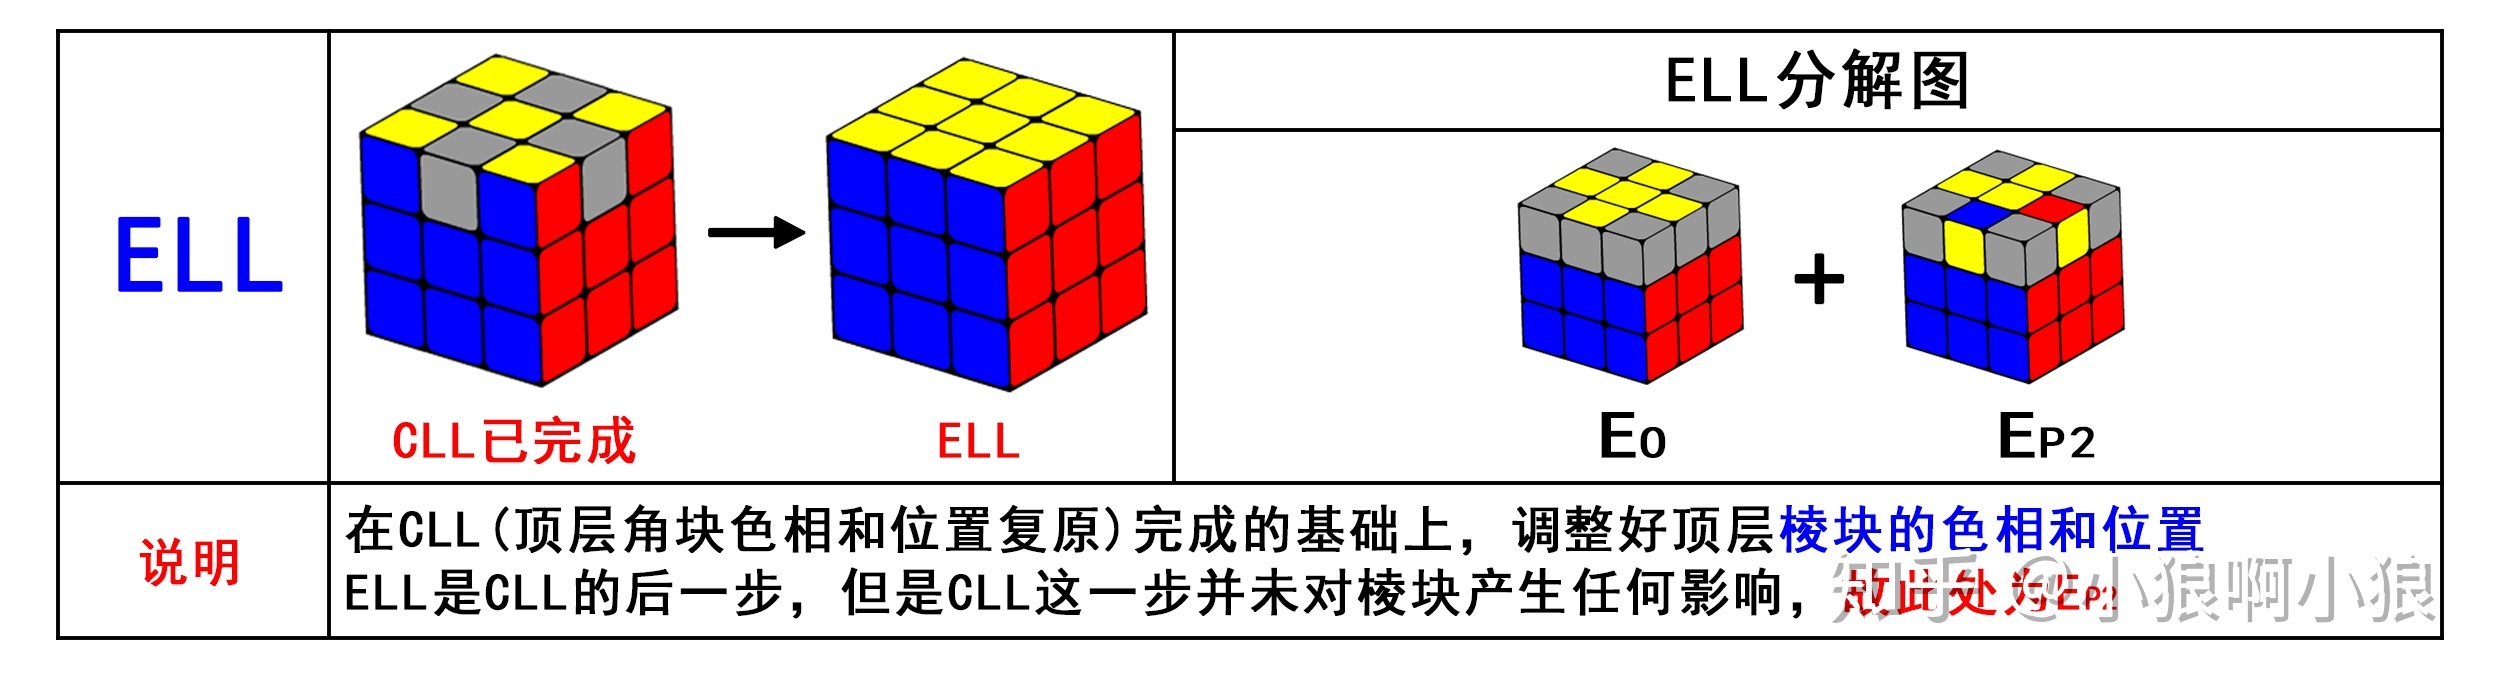 ELL
CLL已完成
ELL
ELL分解图
EO
+
EP2
说明
在CLL(顶层角块色相和位置复原)完成的基础上，调整好顶层棱块的色相和位置
ELL是CLL的后一步，但是CLL这一步并未对棱块产生任何影响，故此处为EP2
知乎 @小狼啊小狼